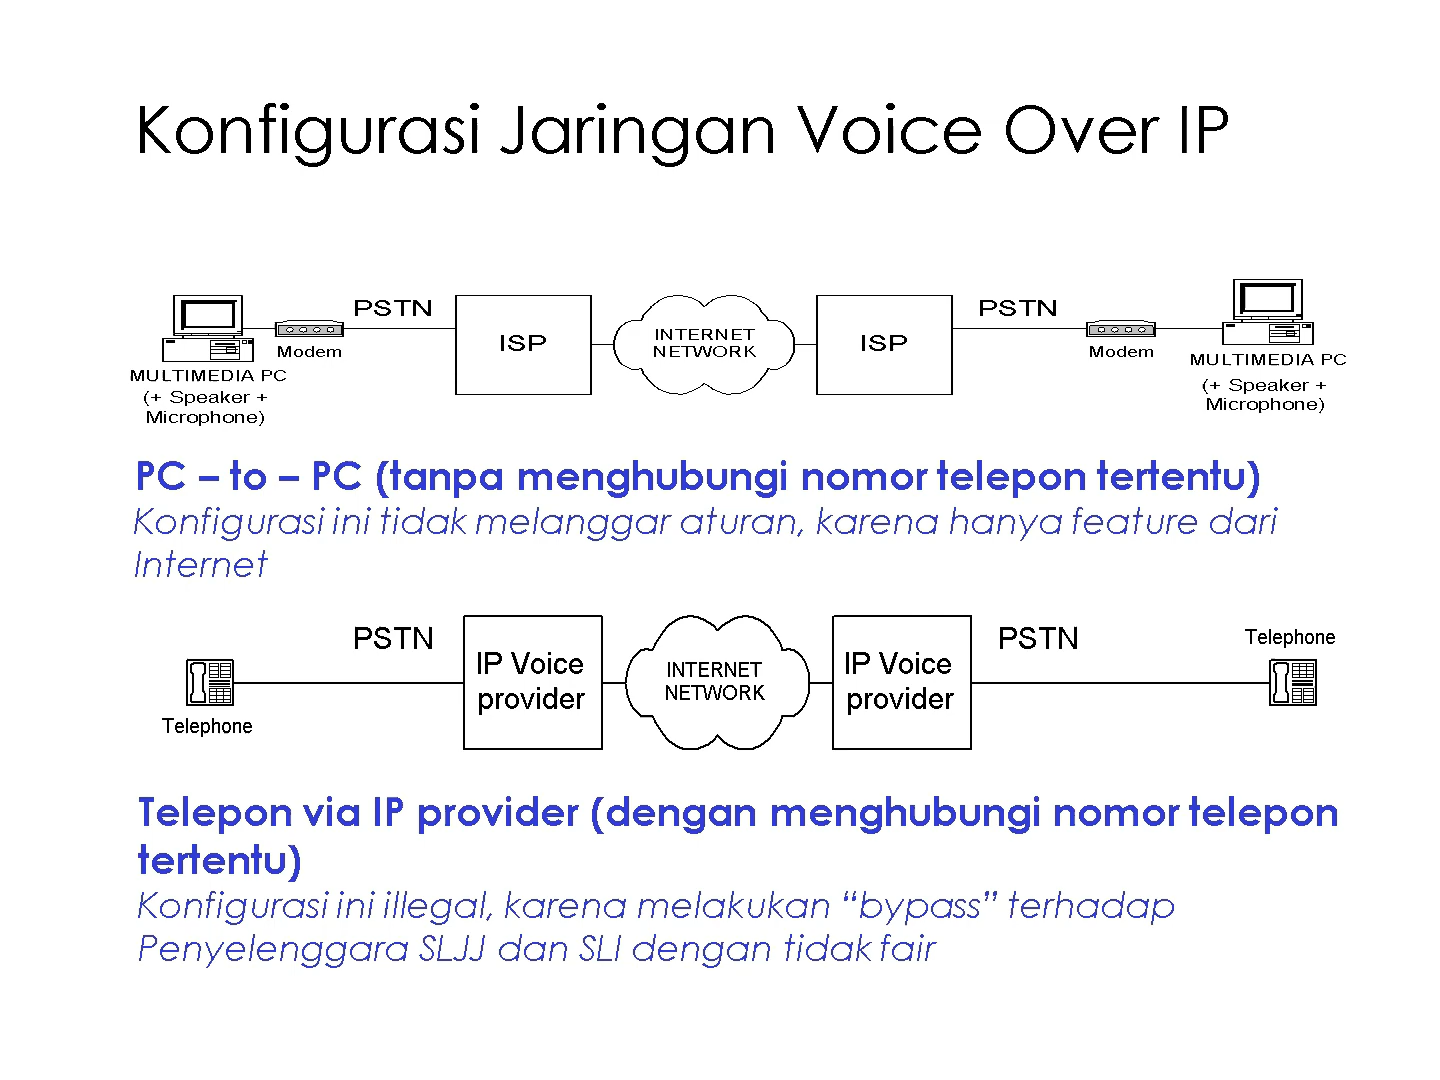 Konfigurasi Jaringan Voice Over IP
PSTN
ISP
INTERNET
NETWORK
ISP
PSTN
Modem
MULTIMEDIA PC
(+ Speaker +
Microphone)
Modem
MULTIMEDIA PC
(+ Speaker +
Microphone)
PC – to – PC (tanpa menghubungi nomor telepon tertentu)
Konfigurasi ini tidak melanggar aturan, karena hanya feature dari
Internet
PSTN
IP Voice
provider
INTERNET
NETWORK
IP Voice
provider
PSTN
Telephone
Telephone
Telepon via IP provider (dengan menghubungi nomor telepon
tertentu)
Konfigurasi ini illegal, karena melakukan “bypass” terhadap
Penyelenggara SLJJ dan SLI dengan tidak fair